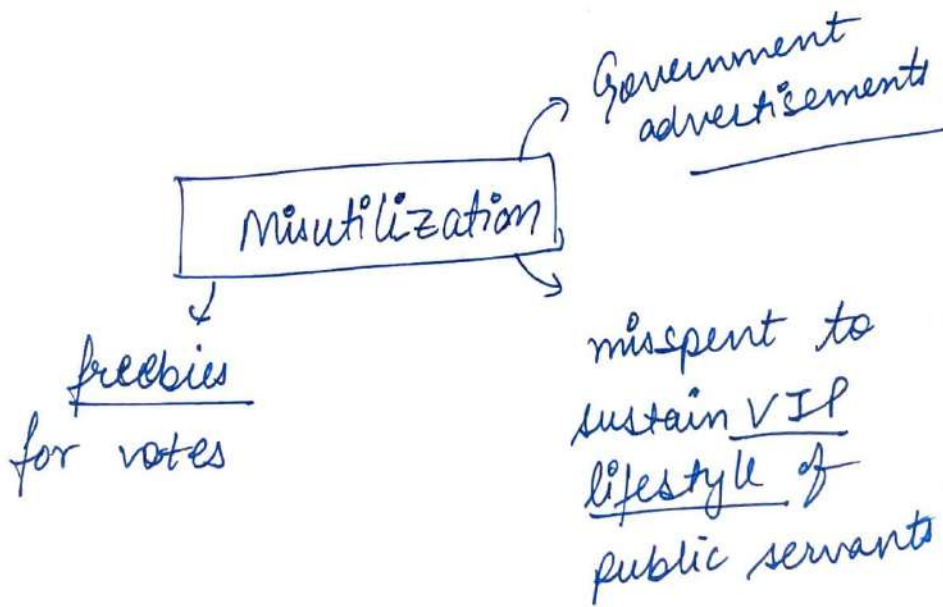 Government
advertisements
Misutilization
freebies
for votes
misspent to
sustain VIP
lifestyle of
public servants